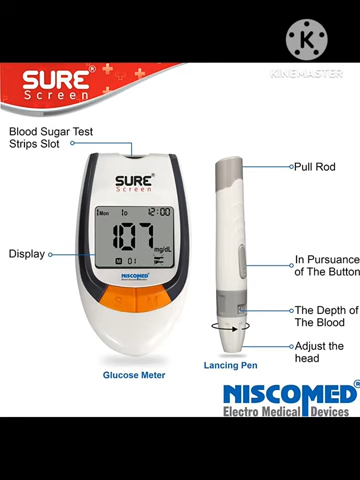 KINEMASTER
SURE®
Screen
Blood Sugar Test
Strips Slot
Pull Rod
SURE®
Screen
1Mon 1D 12:00
107
mg/dL
M 01
Display
NISCOMED®
S M
In Pursuance
of The Button
The Depth of
The Blood
Adjust the
head
Lancing Pen
Glucose Meter
NISCOMED®
Electro Medical Devices